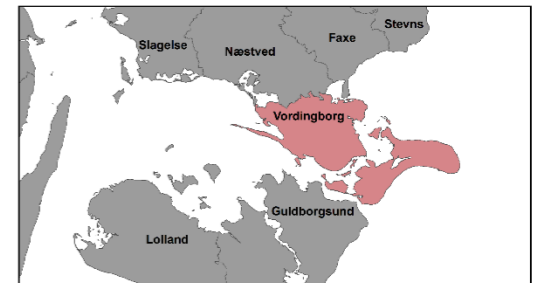 Stevns
Faxe
Slagelse
Næstved
Vordingborg
Guldborgsund
Lolland